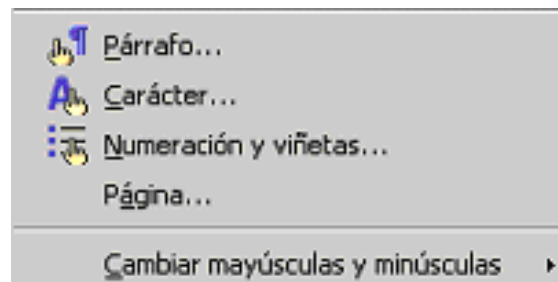 Párrafo...
Carácter...
Numeración y viñetas...
Página...
Cambiar mayúsculas y minúsculas